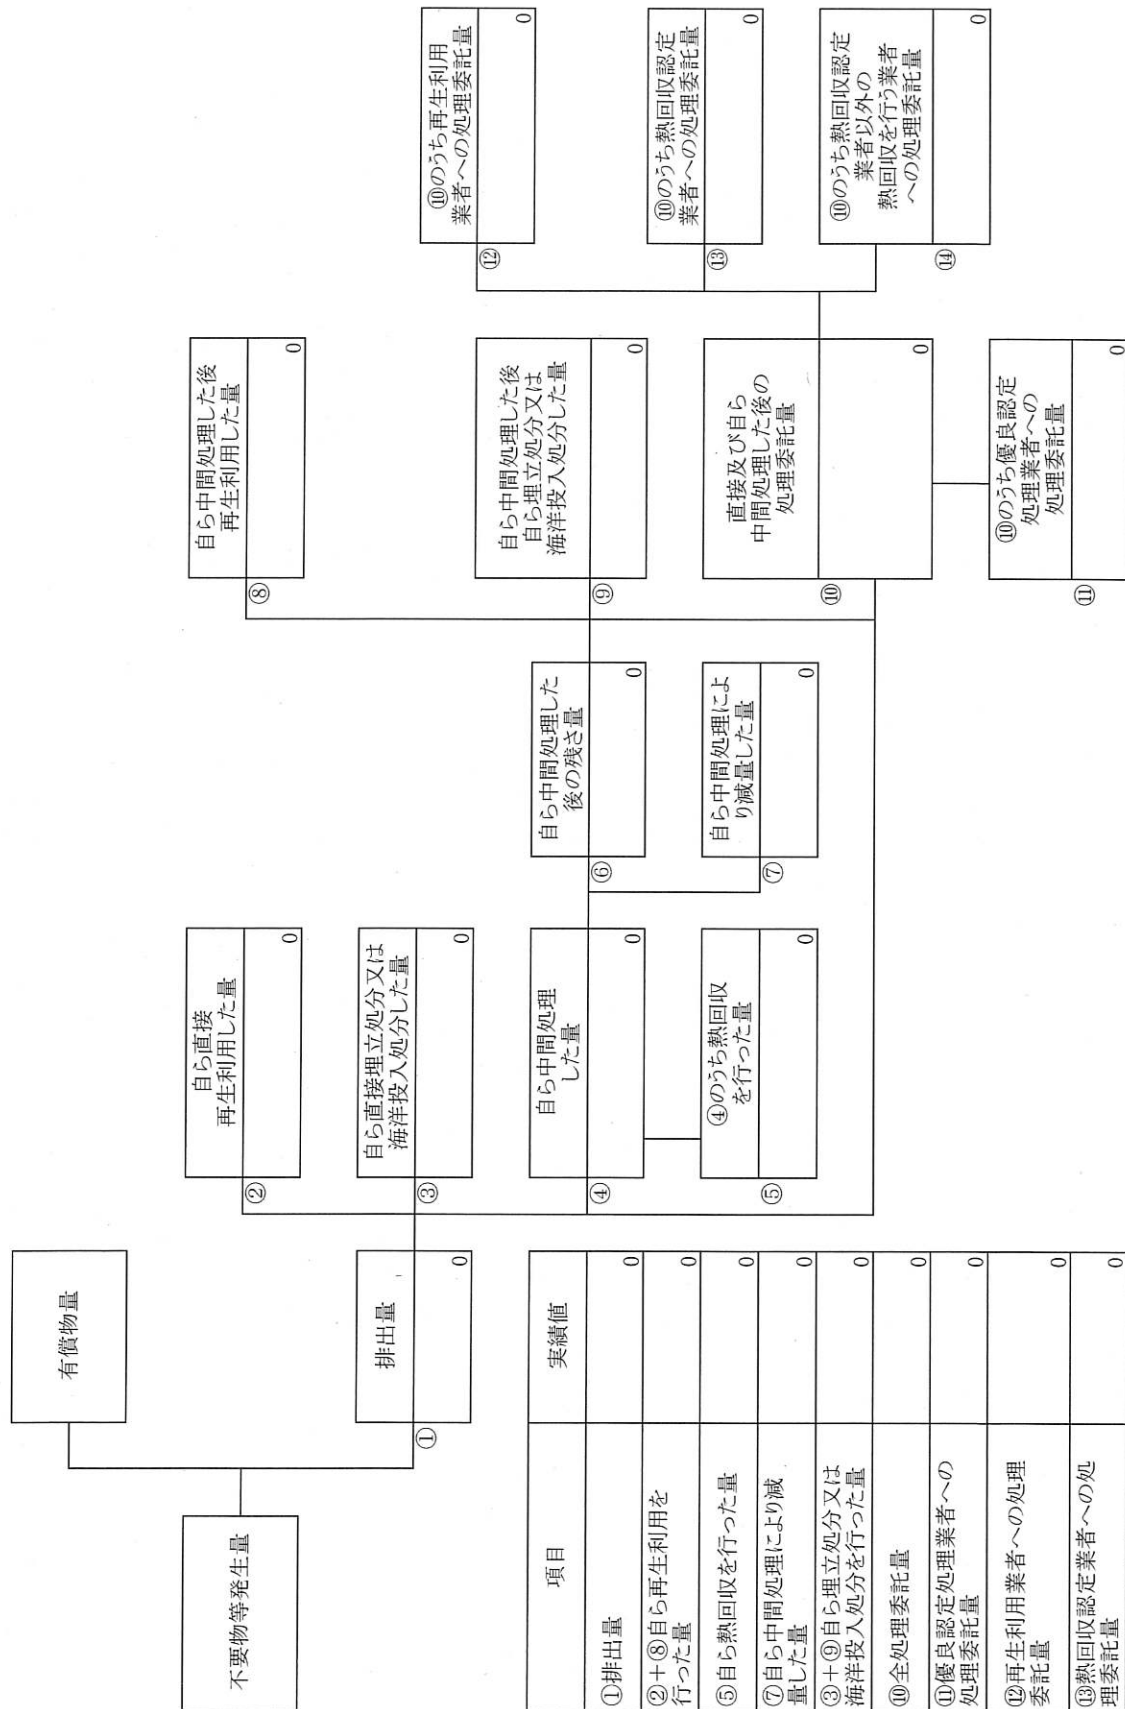 不要物等発生量
有償物量
①
排出量
0
②
自ら直接
再生利用した量
0
③
自ら直接埋立処分又は
海洋投入処分した量
0
④
自ら中間処理
した量
0
⑤
④のうち熱回収
を行った量
0
⑥
自ら中間処理した
後の残さ量
0
⑦
自ら中間処理によ
り減量した量
0
⑧
自ら中間処理した後
再生利用した量
0
⑨
自ら中間処理した後
自ら埋立処分又は
海洋投入処分した量
0
⑩
直接及び自ら
中間処理した後の
処理委託量
0
⑪
⑩のうち優良認定
処理業者への
処理委託量
0
⑫
⑩のうち再生利用
業者への処理委託量
0
⑬
⑩のうち熱回収認定
業者への処理委託量
0
⑭
⑩のうち熱回収認定
業者以外の
熱回収を行う業者
への処理委託量
0
項目 実績値
①排出量 0
②+⑧自ら再生利用を
行った量 0
⑤自ら熱回収を行った量 0
⑦自ら中間処理により減
量した量 0
③+⑨自ら埋立処分又は
海洋投入処分を行った量 0
⑩全処理委託量 0
⑪優良認定処理業者への
処理委託量 0
⑫再生利用業者への処理
委託量 0
⑬熱回収認定業者への処
理委託量 0